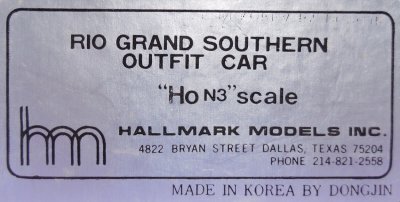 RIO GRAND SOUTHERN
OUTFIT CAR
"Ho N3" scale
hmm
HALLMARK MODELS INC.
4822 BRYAN STREET DALLAS, TEXAS 75204
PHONE 214-821-2558
MADE IN KOREA BY DONGJIN